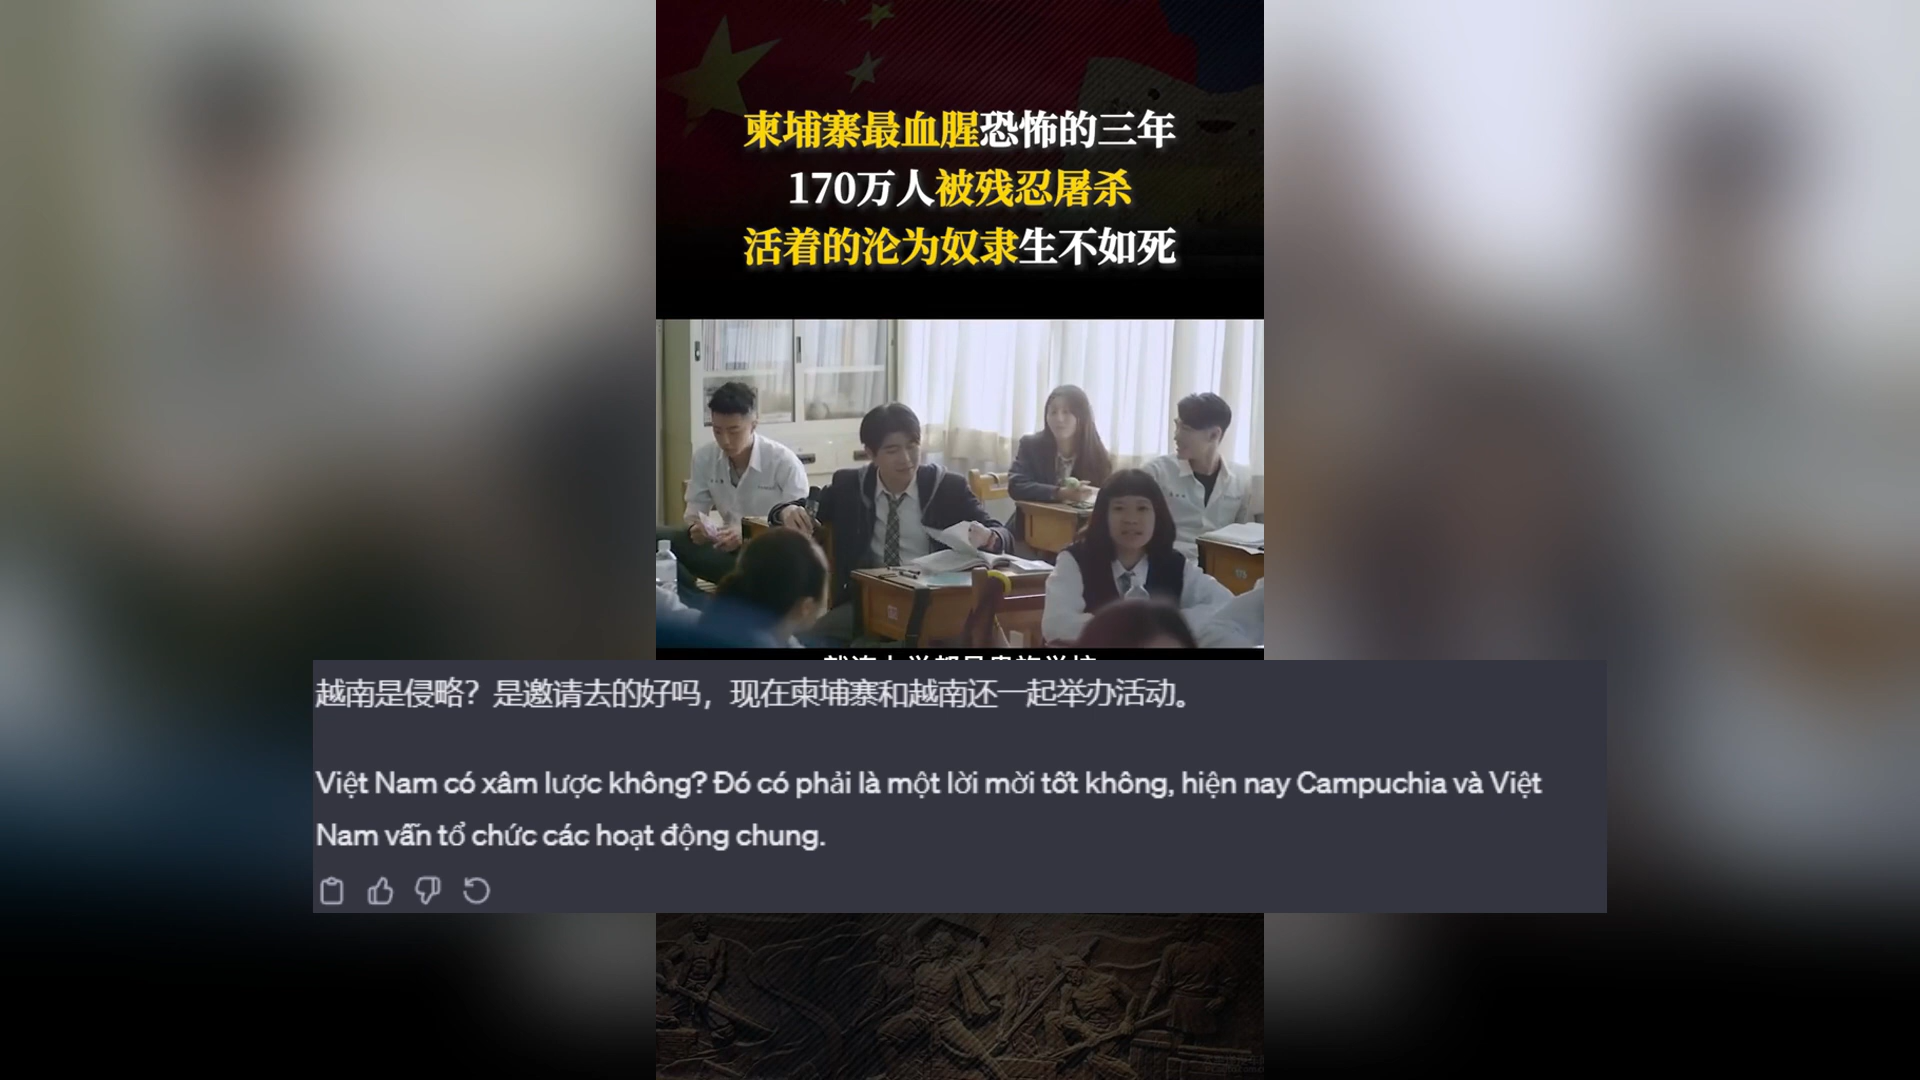 柬埔寨最血腥恐怖的三年
170万人被残忍屠杀
活着的沦为奴隶生不如死
越南是侵略？是邀请去的好吗，现在柬埔寨和越南还一起举办活动。
Việt Nam có xâm lược không? Đó có phải là một lời mời tốt không, hiện nay Campuchia và Việt
Nam vẫn tổ chức các hoạt động chung.